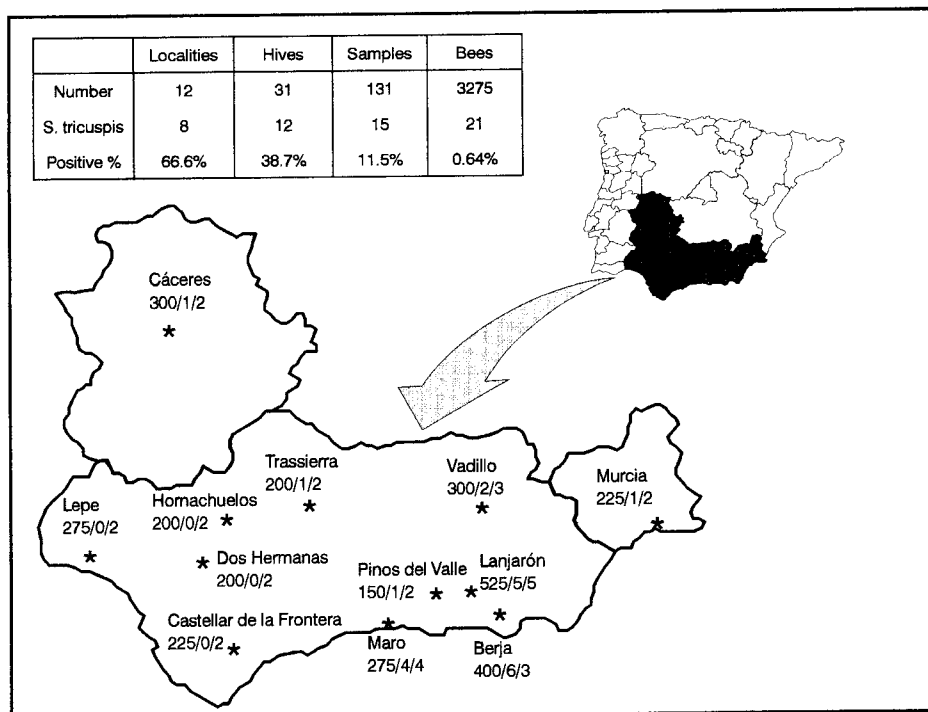 Localities Hives Samples Bees
Number 12 31 131 3275
S. tricuspis 8 12 15 21
Positive % 66.6% 38.7% 11.5% 0.64%
Cáceres
300/1/2
Trassierra
200/1/2
Vadillo
300/2/3
Murcia
225/1/2
Lepe
275/0/2
Hornachuelos
200/0/2
Dos Hermanas
200/0/2
Pinos del Valle
150/1/2
Lanjarón
525/5/5
Castellar de la Frontera
225/0/2
Maro
275/4/4
Berja
400/6/3